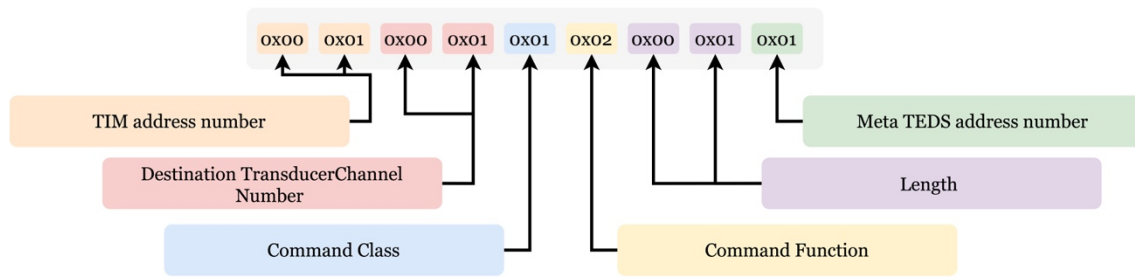 0x00 0x01 0x00 0x01 0x01 0x02 0x00 0x01 0x01
TIM address number
Meta TEDS address number
Destination TransducerChannel
Number
Length
Command Class
Command Function